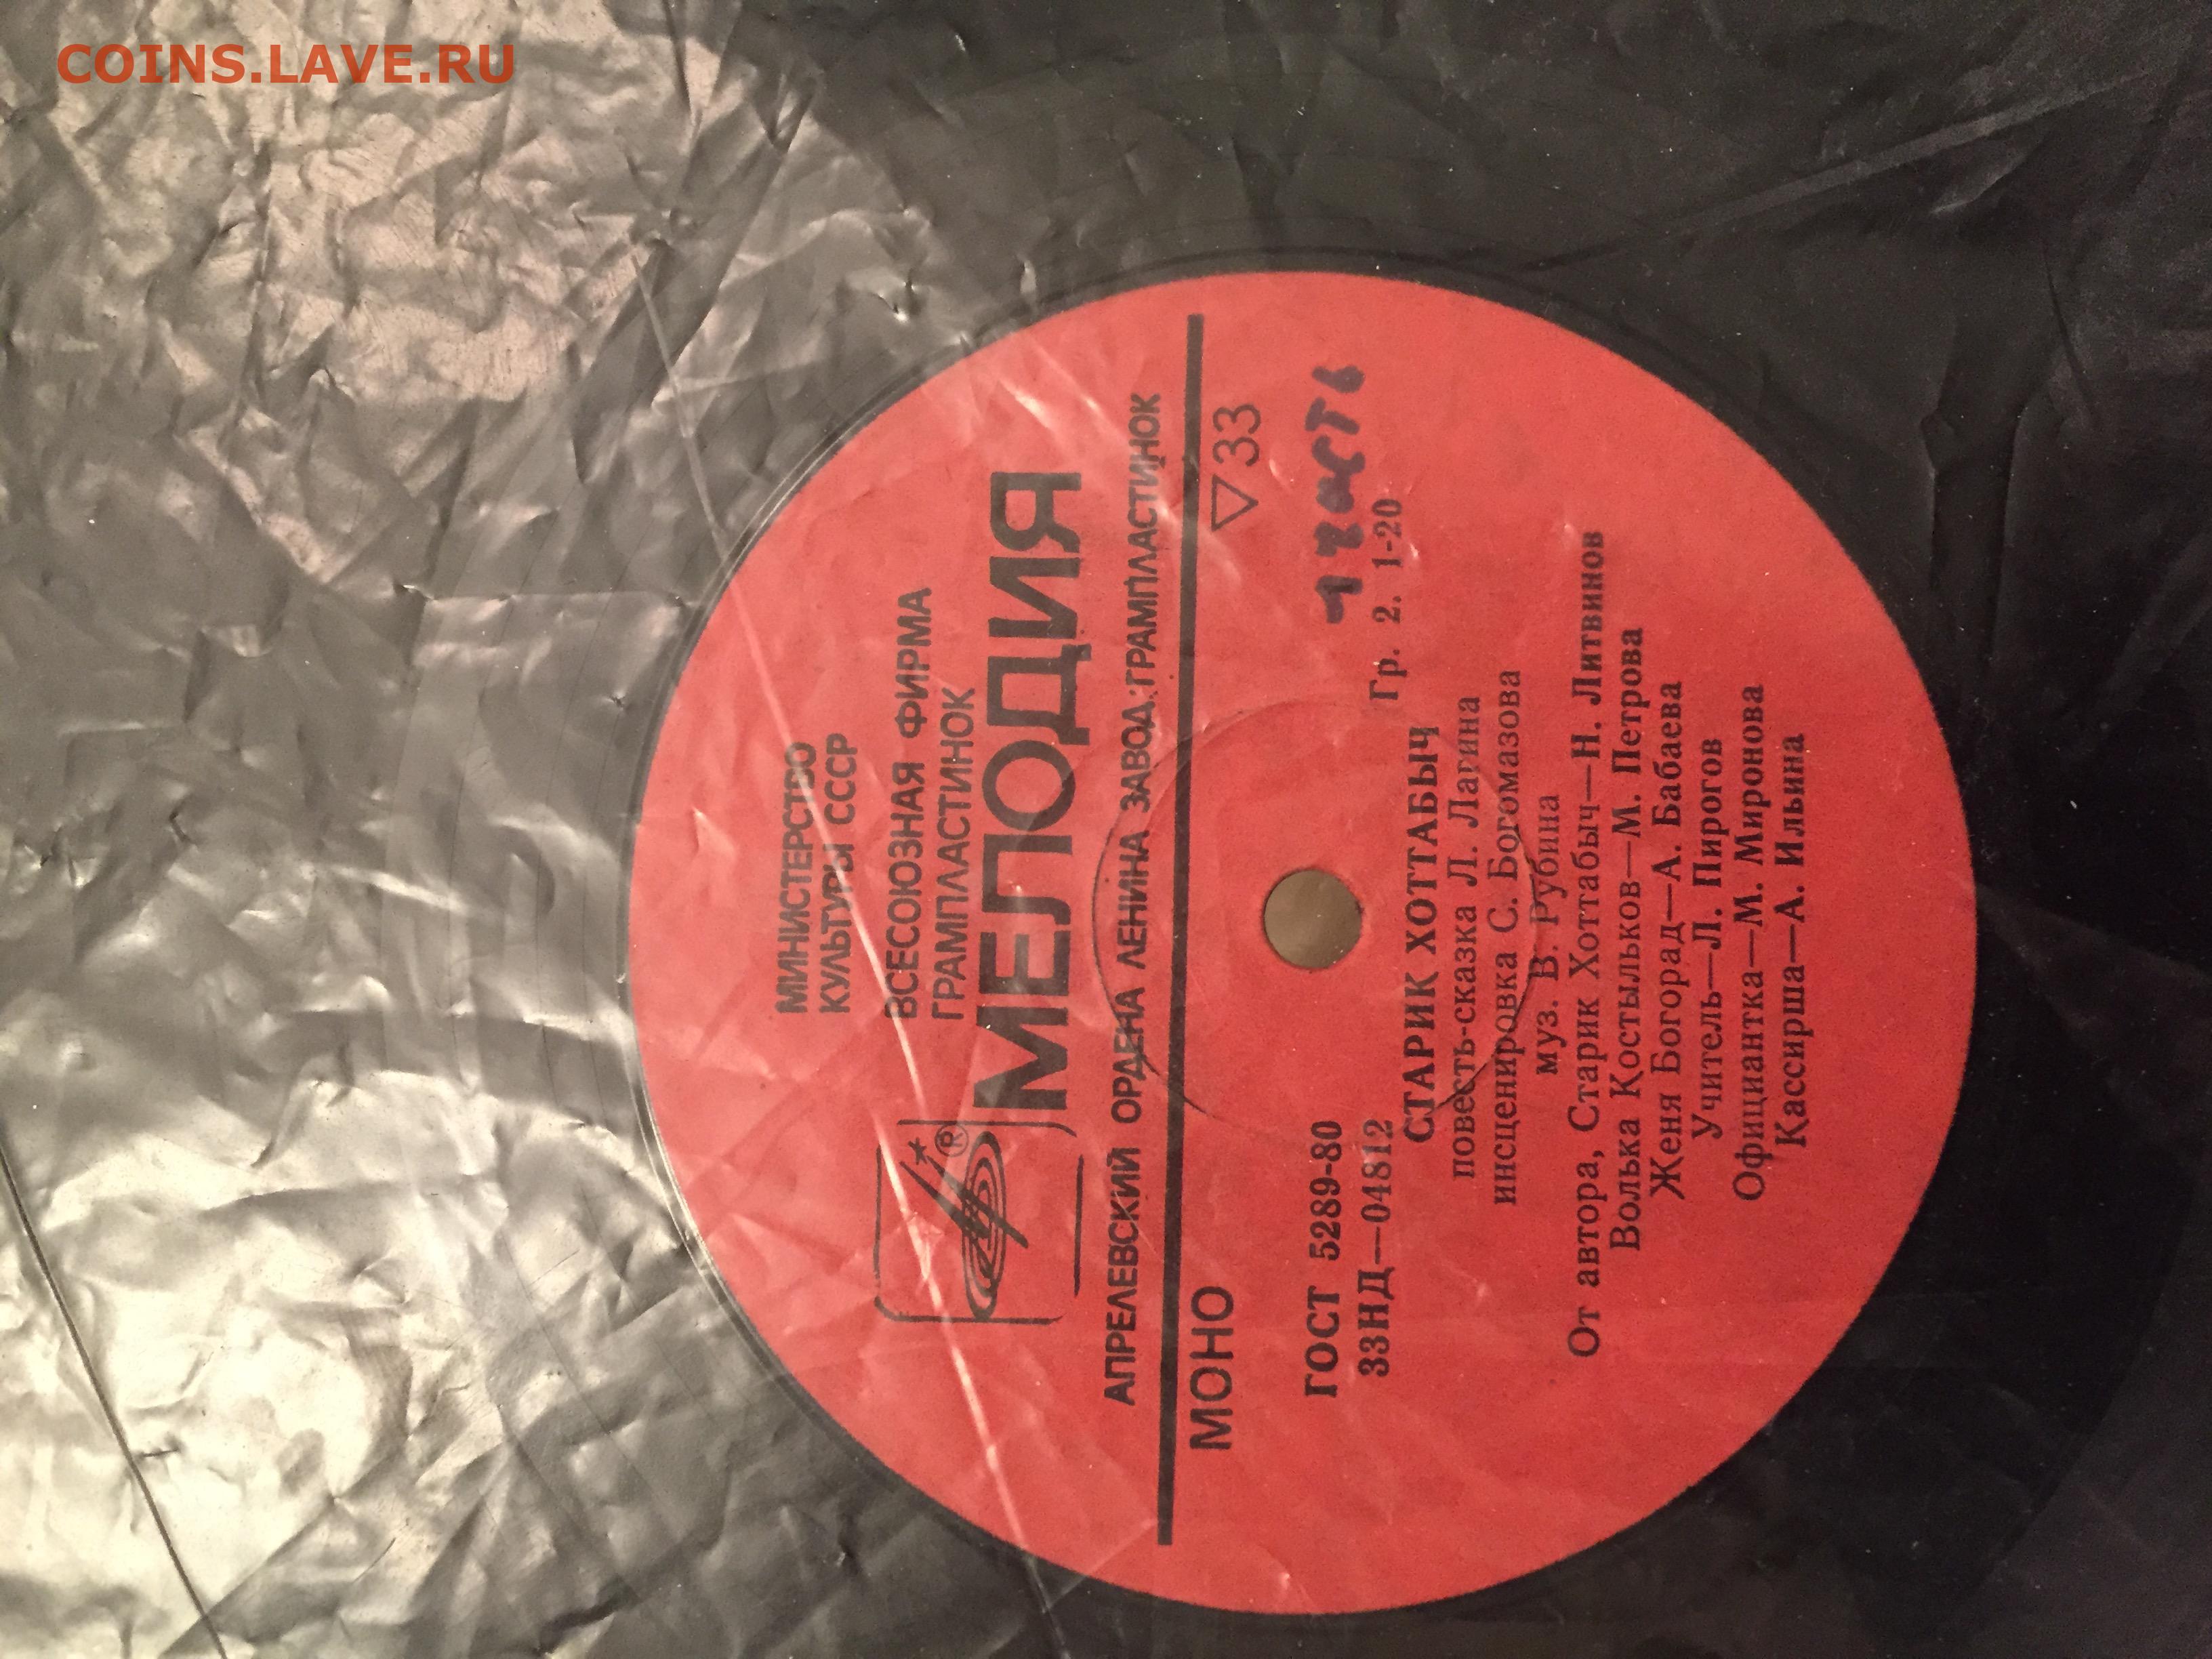 COINS.LAVE.RU
МИНИСТЕРСТВО
КУЛЬТУРЫ СССР
ВСЕСОЮЗНАЯ ФИРМА
ГРАМПЛАСТИНОК
®
МЕЛОДИЯ
АПРЕЛЕВСКИЙ ОРДЕНА ЛЕНИНА ЗАВОД ГРАМПЛАСТИНОК
МОНО ▽33
ГОСТ 5289-80 1 часть
33НД—04812 Гр. 2. 1-20
СТАРИК ХОТТАБЫЧ
повесть-сказка Л. Лагина
инсценировка С. Богомазова
муз. В. Рубина
От автора, Старик Хоттабыч—Н. Литвинов
Волька Костыльков—М. Петрова
Женя Богорад—А. Бабаева
Учитель—Л. Пирогов
Официантка—М. Миронова
Кассирша—А. Ильина